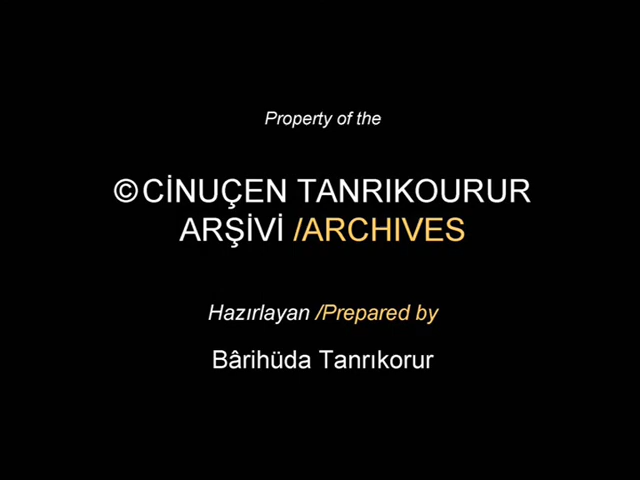 Property of the
©CİNUÇEN TANRIKOURUR
ARŞİVİ /ARCHIVES
Hazırlayan /Prepared by
Bârihüda Tanrıkorur